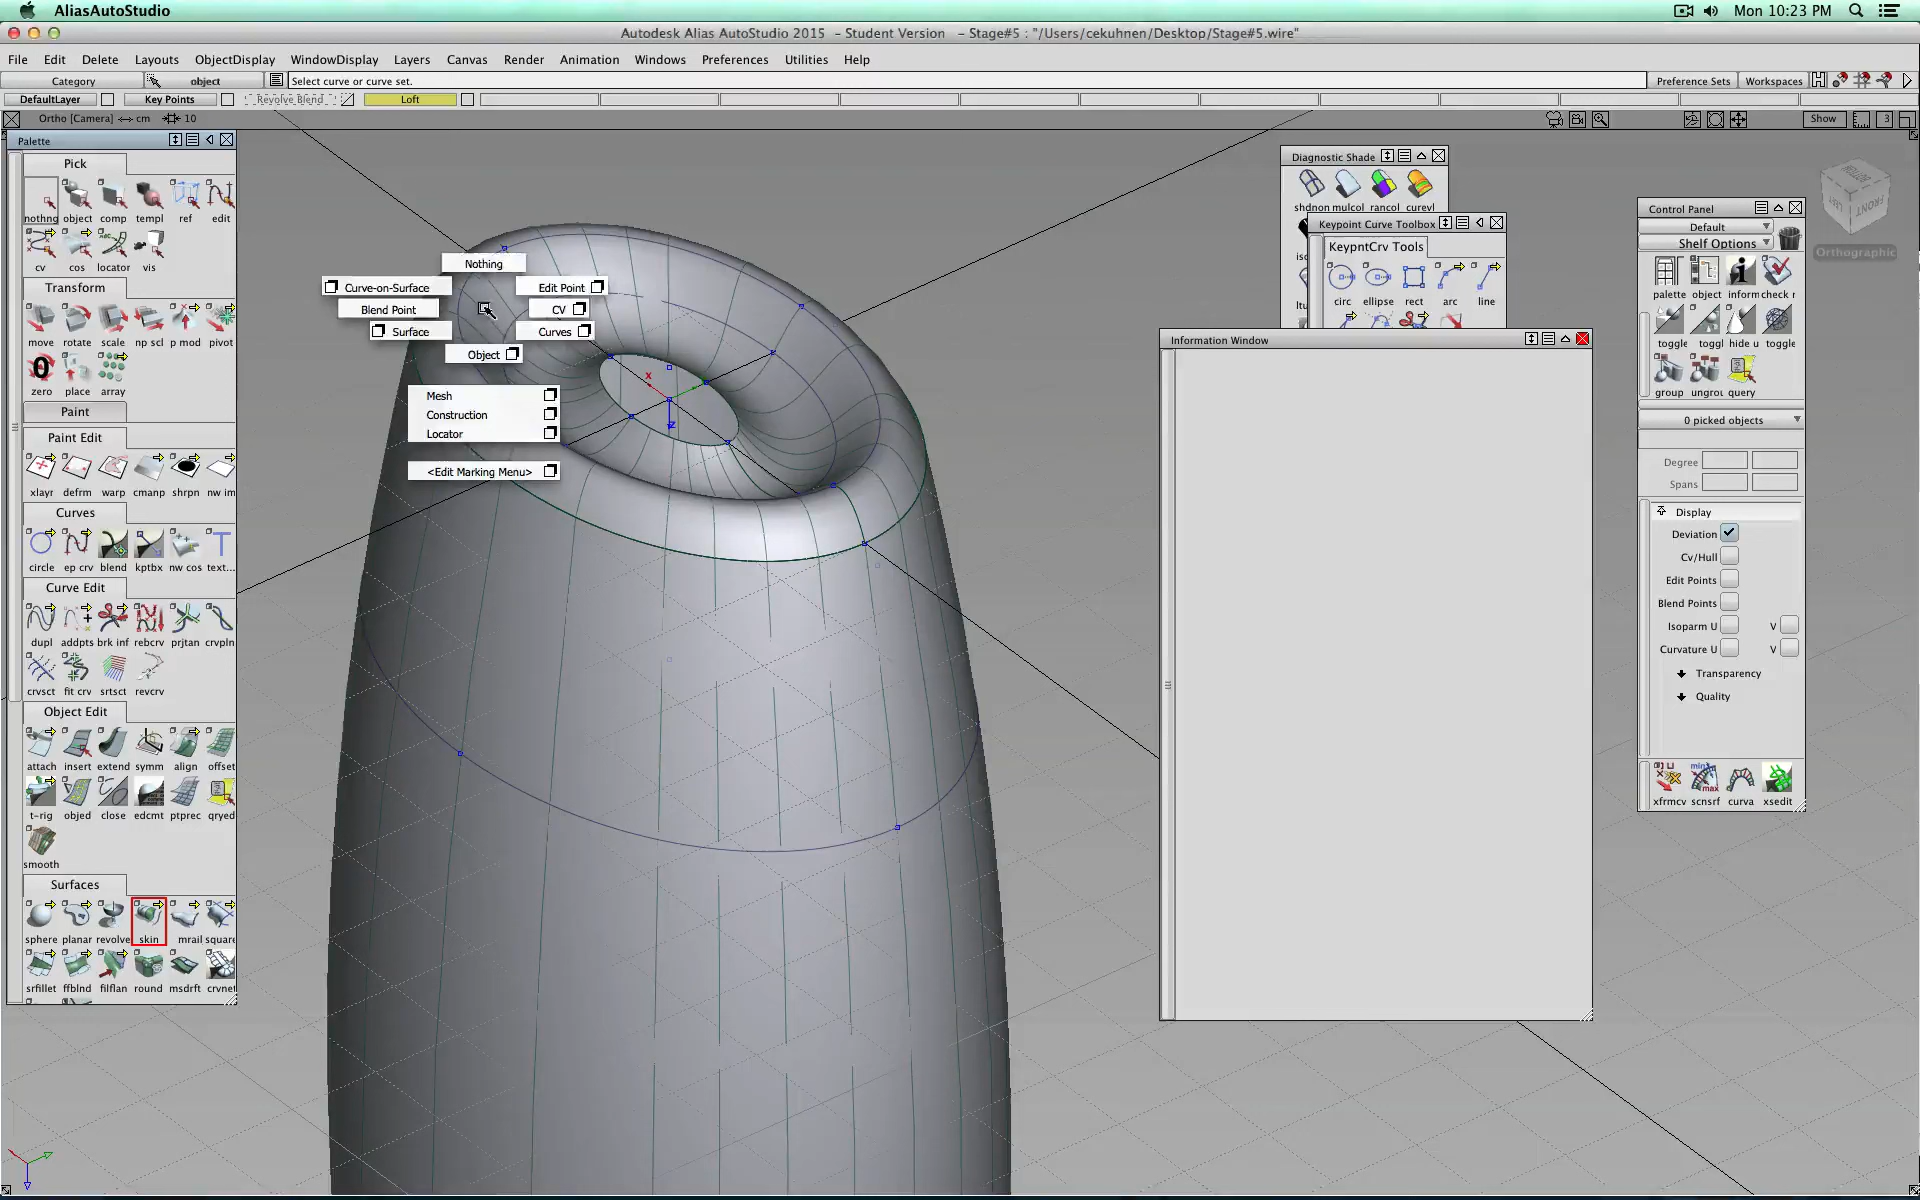 AliasAutoStudio
Mon 10:23 PM
Autodesk Alias AutoStudio 2015 - Student Version - Stage#5 : "/Users/cekuhnen/Desktop/Stage#5.wire"
File Edit Delete Layouts ObjectDisplay WindowDisplay Layers Canvas Render Animation Windows Preferences Utilities Help
Category object Select curve or curve set. Preference Sets Workspaces
DefaultLayer Key Points Revolve Blend Loft
Ortho [Camera] cm 10 Show 3
Palette
Pick
nothng object comp templ ref edit
cv cos locator vis
Transform
move rotate scale np scl p mod pivot
0
zero place array
Paint
Paint Edit
xlayr defrm warp cmanp shrpn nw im
Curves
circle ep crv blend kptbx nw cos text...
Curve Edit
dupl addpts brk inf rebcrv prjtan crvpln
crvsct fit crv srtsct revcrv
Object Edit
attach insert extend symm align offset
t-rig objed close edcmt ptprec qryed
smooth
Surfaces
sphere planar revolve skin mrail square
srfillet ffblnd filflan round msdrft crvnet
Nothing
Curve-on-Surface Edit Point
Blend Point CV
Surface Curves
Object
Mesh
Construction
Locator
<Edit Marking Menu>
x
z
Diagnostic Shade
shdnon mulcol rancol curevl
Keypoint Curve Toolbox
KeypntCrv Tools
circ ellipse rect arc line
Information Window
Control Panel
Default
Shelf Options
palette object inform check r
toggle toggl hide u toggle
group ungrou query
0 picked objects
Degree
Spans
Display
Deviation
Cv/Hull
Edit Points
Blend Points
Isoparm U V
Curvature U V
Transparency
Quality
xfrmcv scnsrf curva xsedit
LEFT FRONT
Orthographic